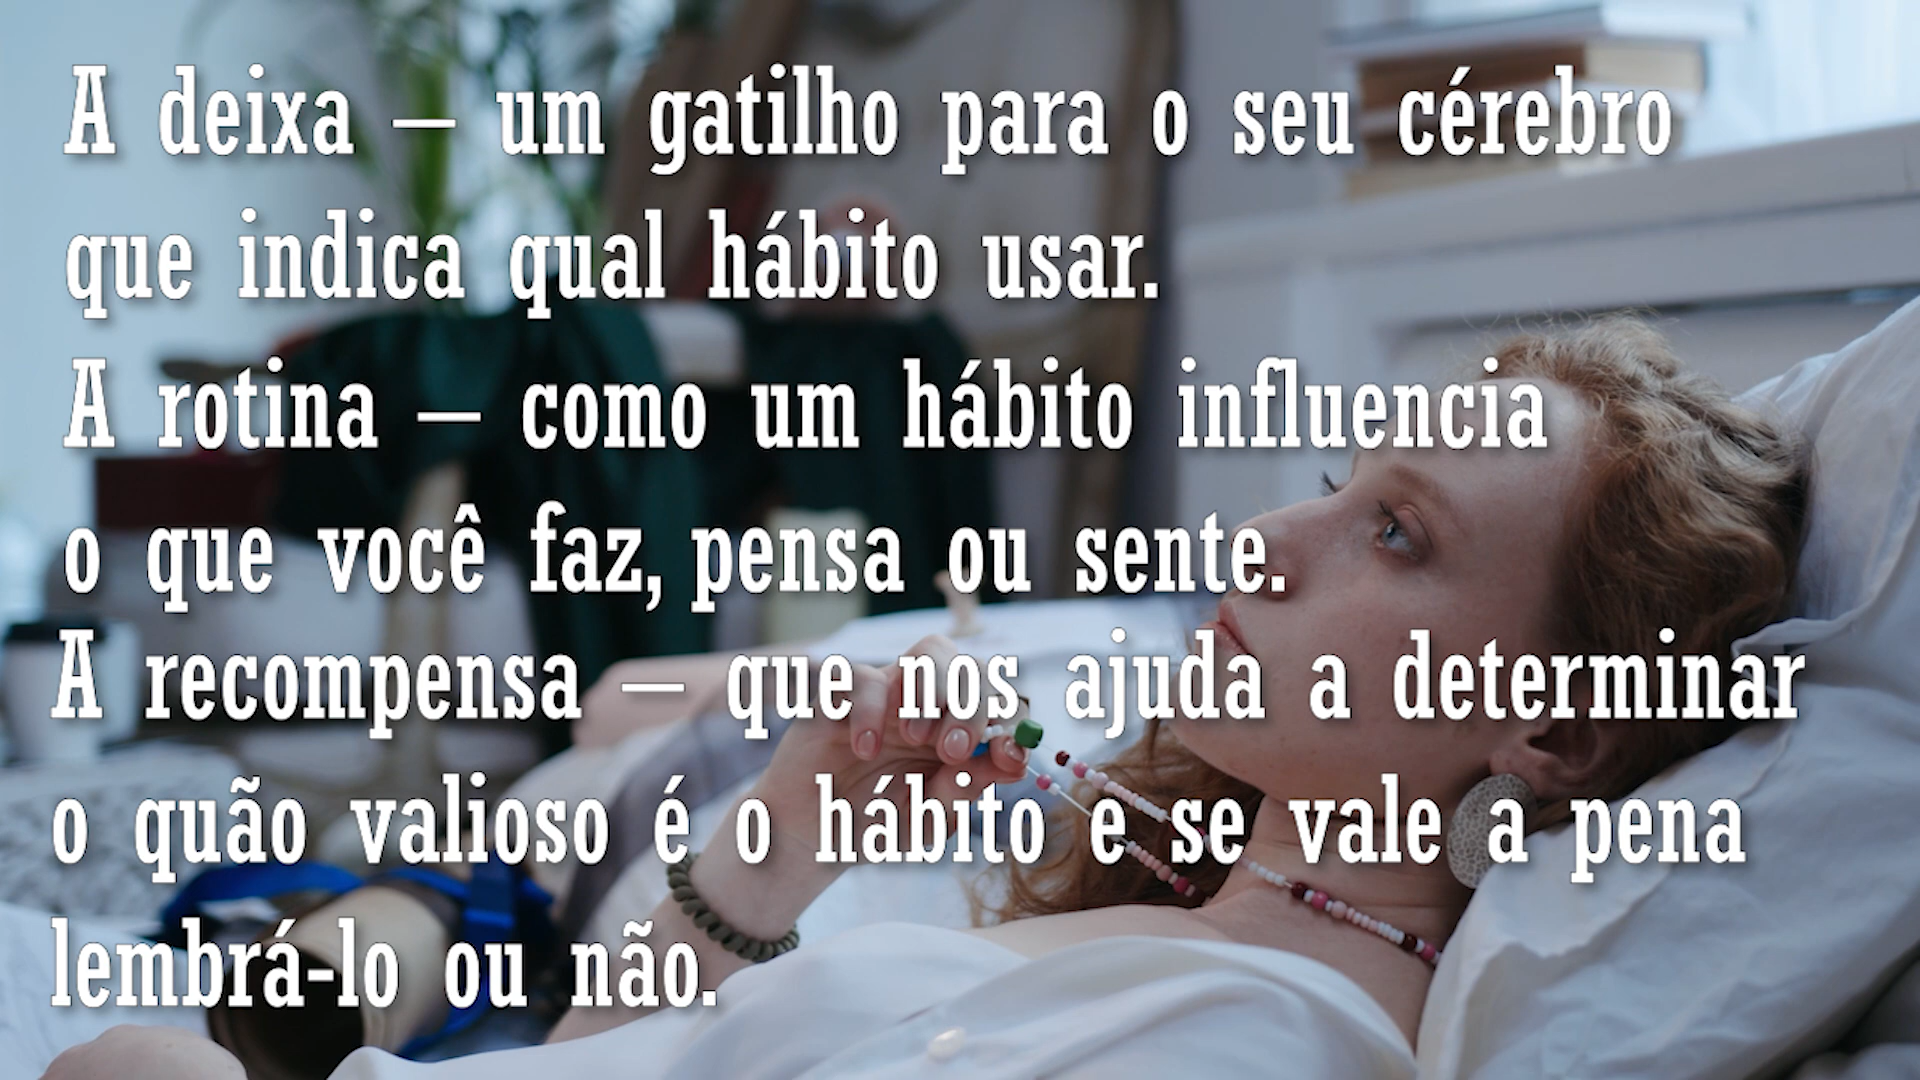 A deixa – um gatilho para o seu cérebro
que indica qual hábito usar.
A rotina – como um hábito influencia
o que você faz, pensa ou sente.
A recompensa – que nos ajuda a determinar
o quão valioso é o hábito e se vale a pena
lembrá-lo ou não.